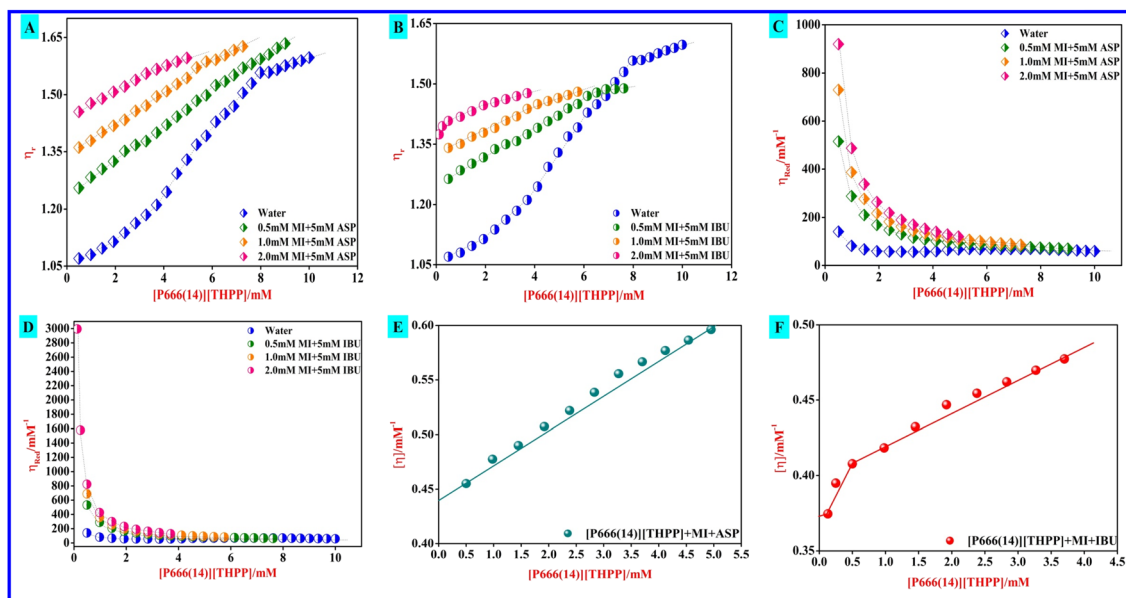 A
1.65
1.50
1.35
1.20
1.05
ηr
Water
0.5mM MI+5mM ASP
1.0mM MI+5mM ASP
2.0mM MI+5mM ASP
0 2 4 6 8 10 12
[P666(14)][THPP]/mM
B
1.65
1.50
1.35
1.20
1.05
ηr
Water
0.5mM MI+5mM IBU
1.0mM MI+5mM IBU
2.0mM MI+5mM IBU
0 2 4 6 8 10 12
[P666(14)][THPP]/mM
C
1000
800
600
400
200
0
ηRed/mM-1
Water
0.5mM MI+5mM ASP
1.0mM MI+5mM ASP
2.0mM MI+5mM ASP
0 2 4 6 8 10
[P666(14)][THPP]/mM
D
3000
2800
2600
2400
2200
2000
1800
1600
1400
1200
1000
800
600
400
200
0
ηRed/mM-1
Water
0.5mM MI+5mM IBU
1.0mM MI+5mM IBU
2.0mM MI+5mM IBU
0 2 4 6 8 10
[P666(14)][THPP]/mM
E
0.60
0.55
0.50
0.45
0.40
[η]/mM-1
[P666(14)][THPP]+MI+ASP
0.0 0.5 1.0 1.5 2.0 2.5 3.0 3.5 4.0 4.5 5.0 5.5
[P666(14)][THPP]/mM
F
0.50
0.45
0.40
0.35
[η]/mM-1
[P666(14)][THPP]+MI+IBU
0.0 0.5 1.0 1.5 2.0 2.5 3.0 3.5 4.0 4.5
[P666(14)][THPP]/mM